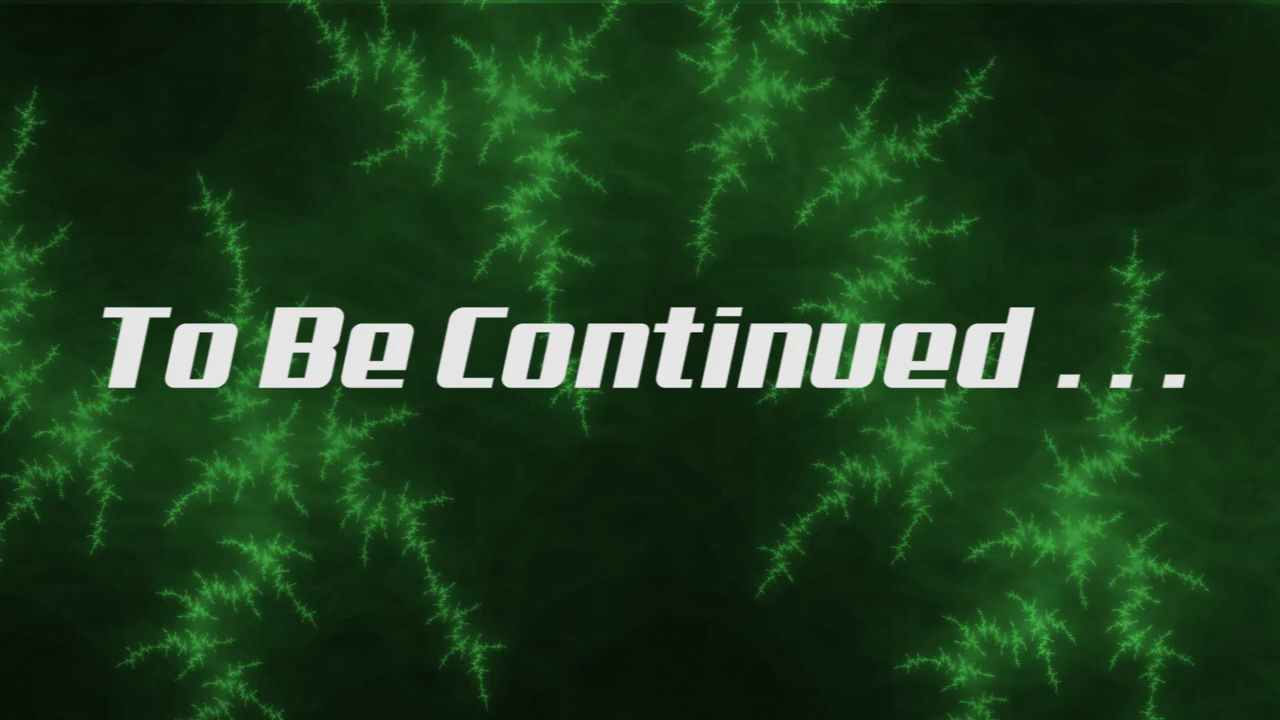 To Be Continued . . .